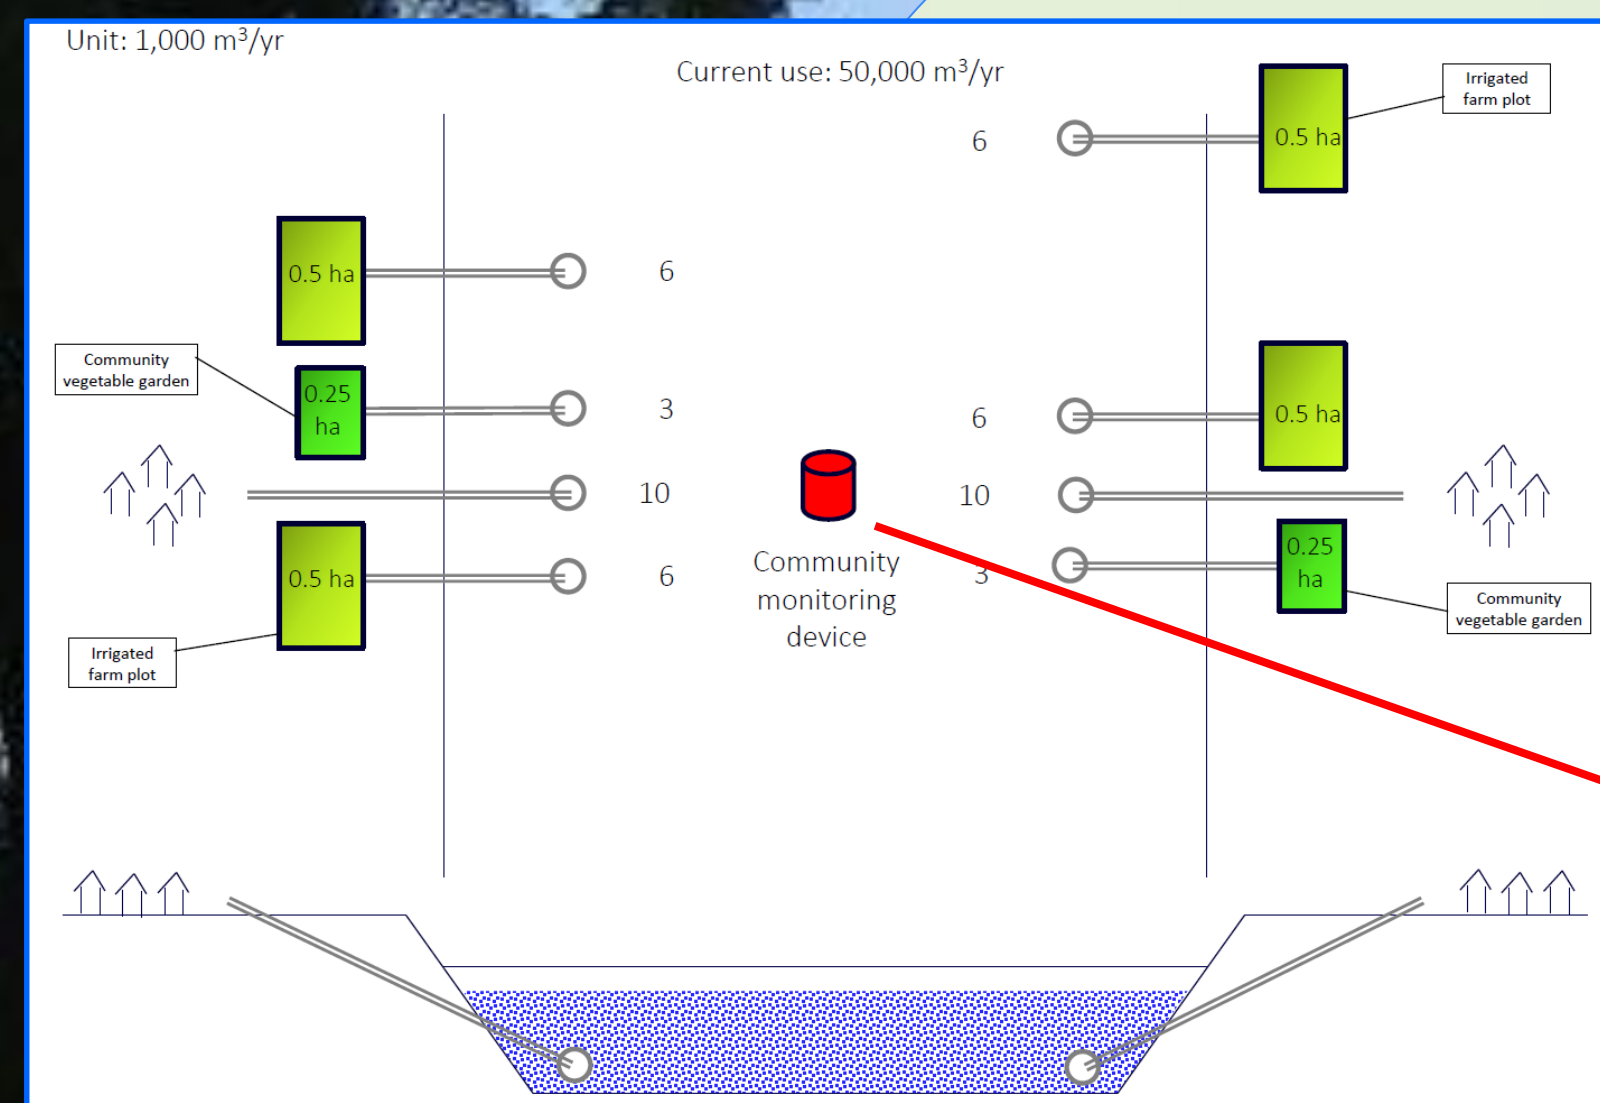 Unit: 1,000 m³/yr
Current use: 50,000 m³/yr
Irrigated
farm plot
6
0.5 ha
0.5 ha
6
Community
vegetable garden
0.25
ha
3
6
0.5 ha
10
10
0.5 ha
6
Community
monitoring
device
3
0.25
ha
Community
vegetable garden
Irrigated
farm plot